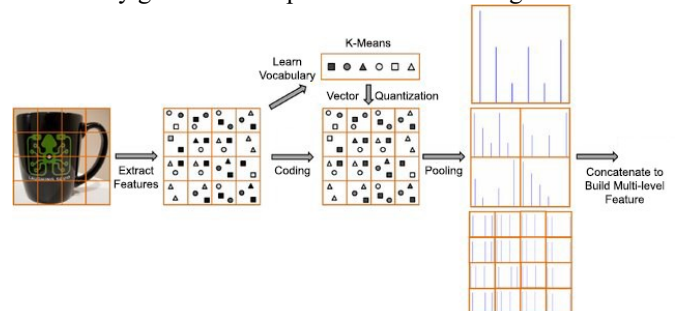 K-Means
Learn
Vocabulary
Vector
Quantization
Extract
Features
Coding
Pooling
Concatenate to
Build Multi-level
Feature